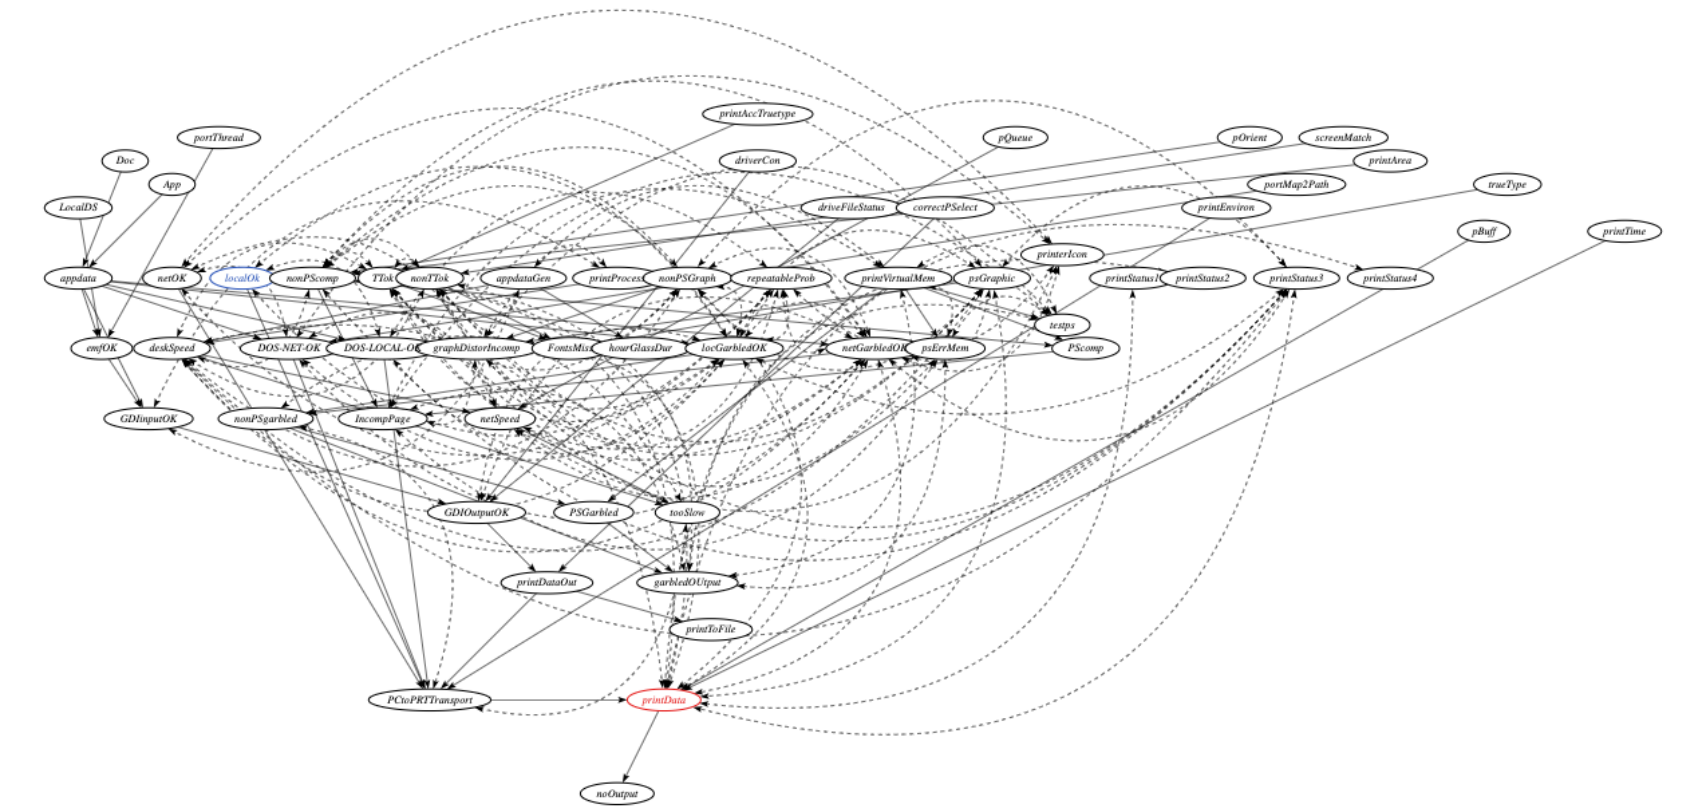 printAccTruetype
portThread
pQueue
pOrient
screenMatch
Doc
driverCon
printArea
App
portMap2Path
trueType
LocalDS
driveFileStatus
correctPSelect
printEnviron
pBuff
printTime
printerIcon
appdata
netOK
localOk
nonPScomp
TTok
nonTTok
appdataGen
printProcess
nonPSGraph
repeatableProb
printVirtualMem
psGraphic
printStatus1
printStatus2
printStatus3
printStatus4
testps
emfOK
deskSpeed
DOS-NET-OK
DOS-LOCAL-OK
graphDistorIncomp
FontsMiss
hourGlassDur
locGarbledOK
netGarbledOK
psErrMem
PScomp
GDIinputOK
nonPSgarbled
IncompPage
netSpeed
GDIOutputOK
PSGarbled
tooSlow
printDataOut
garbledOUtput
printToFile
PCtoPRTTransport
printData
noOutput